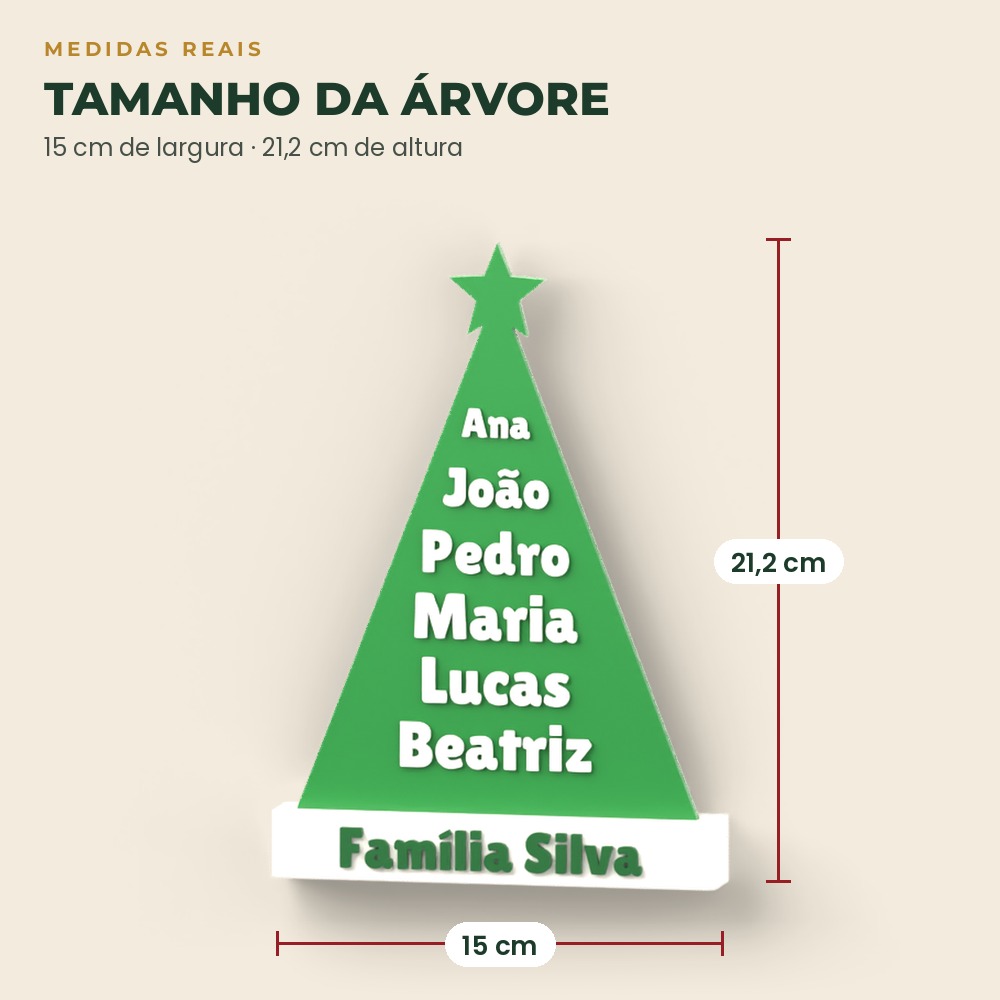 MEDIDAS REAIS
TAMANHO DA ÁRVORE
15 cm de largura · 21,2 cm de altura
Ana
João
Pedro
Maria
Lucas
Beatriz
Família Silva
21,2 cm
15 cm